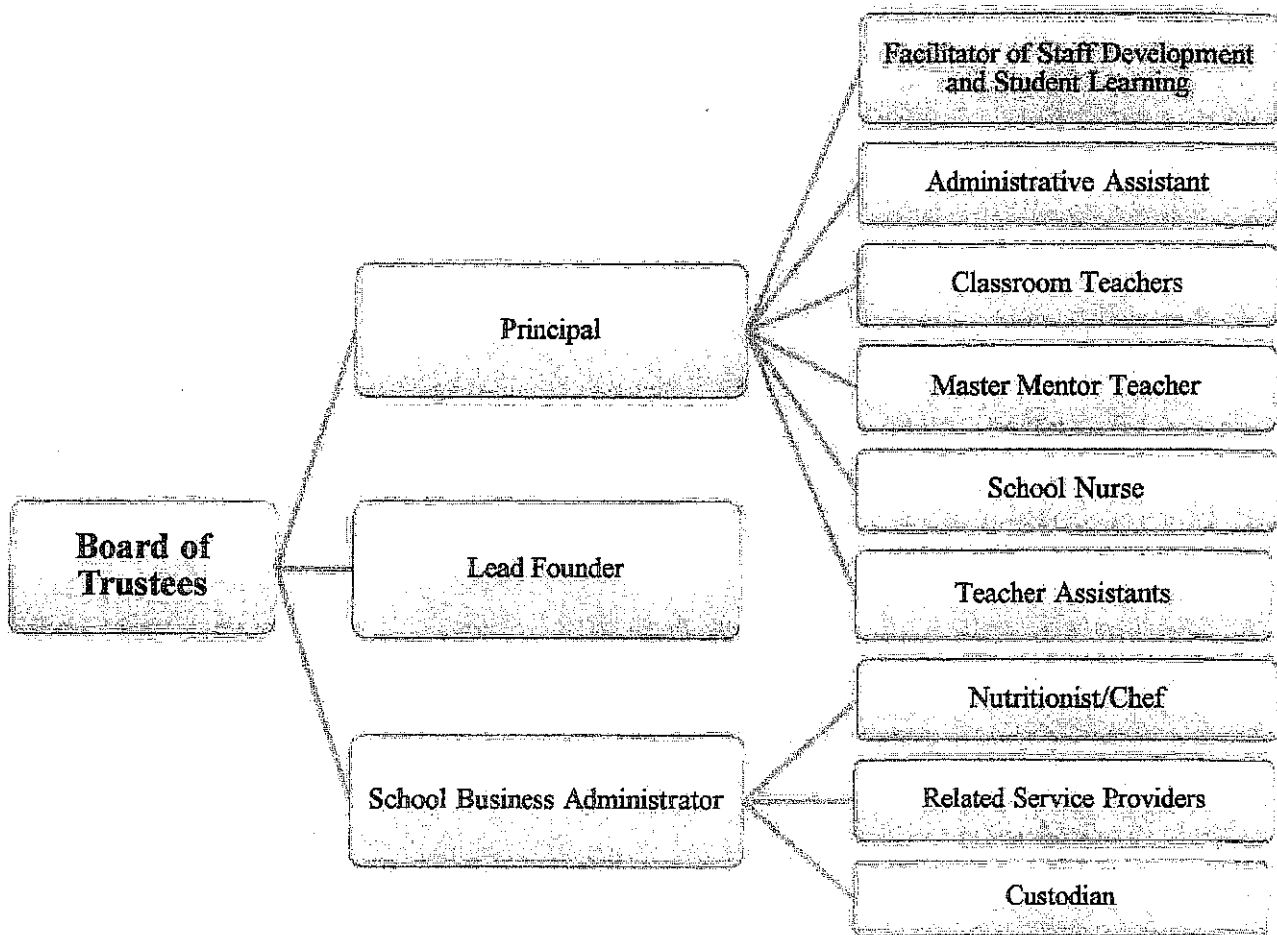 Facilitator of Staff Development
and Student Learning
Administrative Assistant
Classroom Teachers
Principal
Master Mentor Teacher
School Nurse
Board of
Trustees
Lead Founder
Teacher Assistants
Nutritionist/Chef
School Business Administrator
Related Service Providers
Custodian